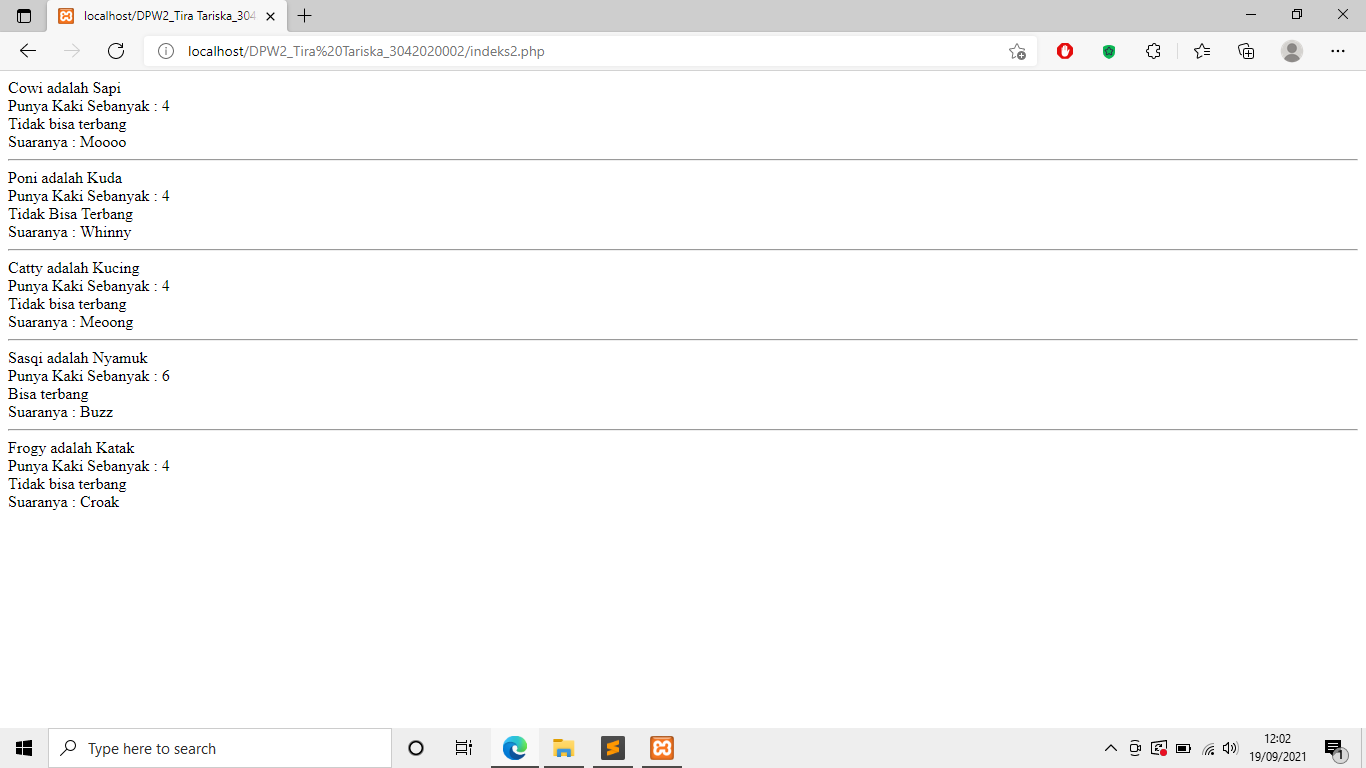 localhost/DPW2_Tira Tariska_304
localhost/DPW2_Tira%20Tariska_3042020002/indeks2.php
Cowi adalah Sapi
Punya Kaki Sebanyak : 4
Tidak bisa terbang
Suaranya : Moooo
Poni adalah Kuda
Punya Kaki Sebanyak : 4
Tidak Bisa Terbang
Suaranya : Whinny
Catty adalah Kucing
Punya Kaki Sebanyak : 4
Tidak bisa terbang
Suaranya : Meoong
Sasqi adalah Nyamuk
Punya Kaki Sebanyak : 6
Bisa terbang
Suaranya : Buzz
Frogy adalah Katak
Punya Kaki Sebanyak : 4
Tidak bisa terbang
Suaranya : Croak
Type here to search
12:02
19/09/2021
1